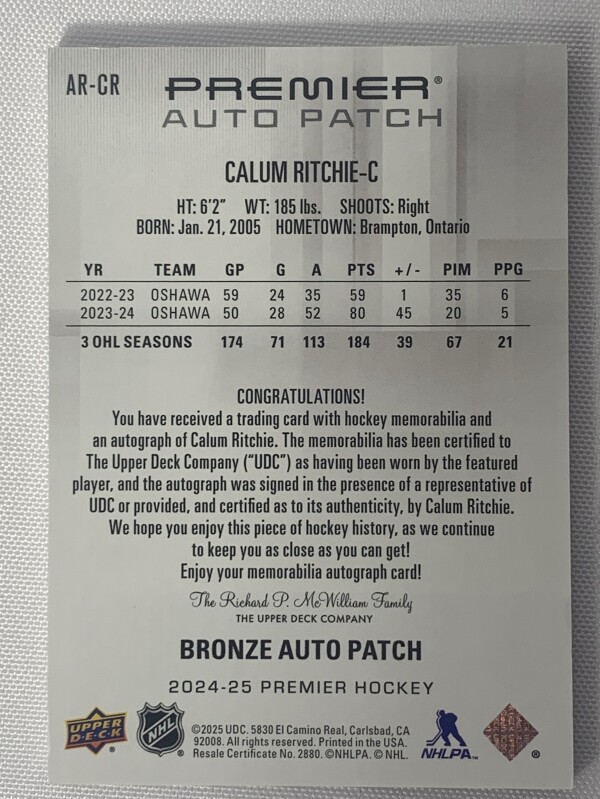 AR-CR
PREMIER®
AUTO PATCH
CALUM RITCHIE-C
HT: 6'2" WT: 185 lbs. SHOOTS: Right
BORN: Jan. 21, 2005 HOMETOWN: Brampton, Ontario
YR TEAM GP G A PTS +/- PIM PPG
2022-23 OSHAWA 59 24 35 59 1 35 6
2023-24 OSHAWA 50 28 52 80 45 20 5
3 OHL SEASONS 174 71 113 184 39 67 21
CONGRATULATIONS!
You have received a trading card with hockey memorabilia and
an autograph of Calum Ritchie. The memorabilia has been certified to
The Upper Deck Company ("UDC") as having been worn by the featured
player, and the autograph was signed in the presence of a representative of
UDC or provided, and certified as to its authenticity, by Calum Ritchie.
We hope you enjoy this piece of hockey history, as we continue
to keep you as close as you can get!
Enjoy your memorabilia autograph card!
The Richard P. McWilliam Family
THE UPPER DECK COMPANY
BRONZE AUTO PATCH
2024-25 PREMIER HOCKEY
UPPER
DECK
®
NHL
®
©2025 UDC. 5830 El Camino Real, Carlsbad, CA
92008. All rights reserved. Printed in the USA.
Resale Certificate No. 2880. ©NHLPA. © NHL.
NHLPA™
®